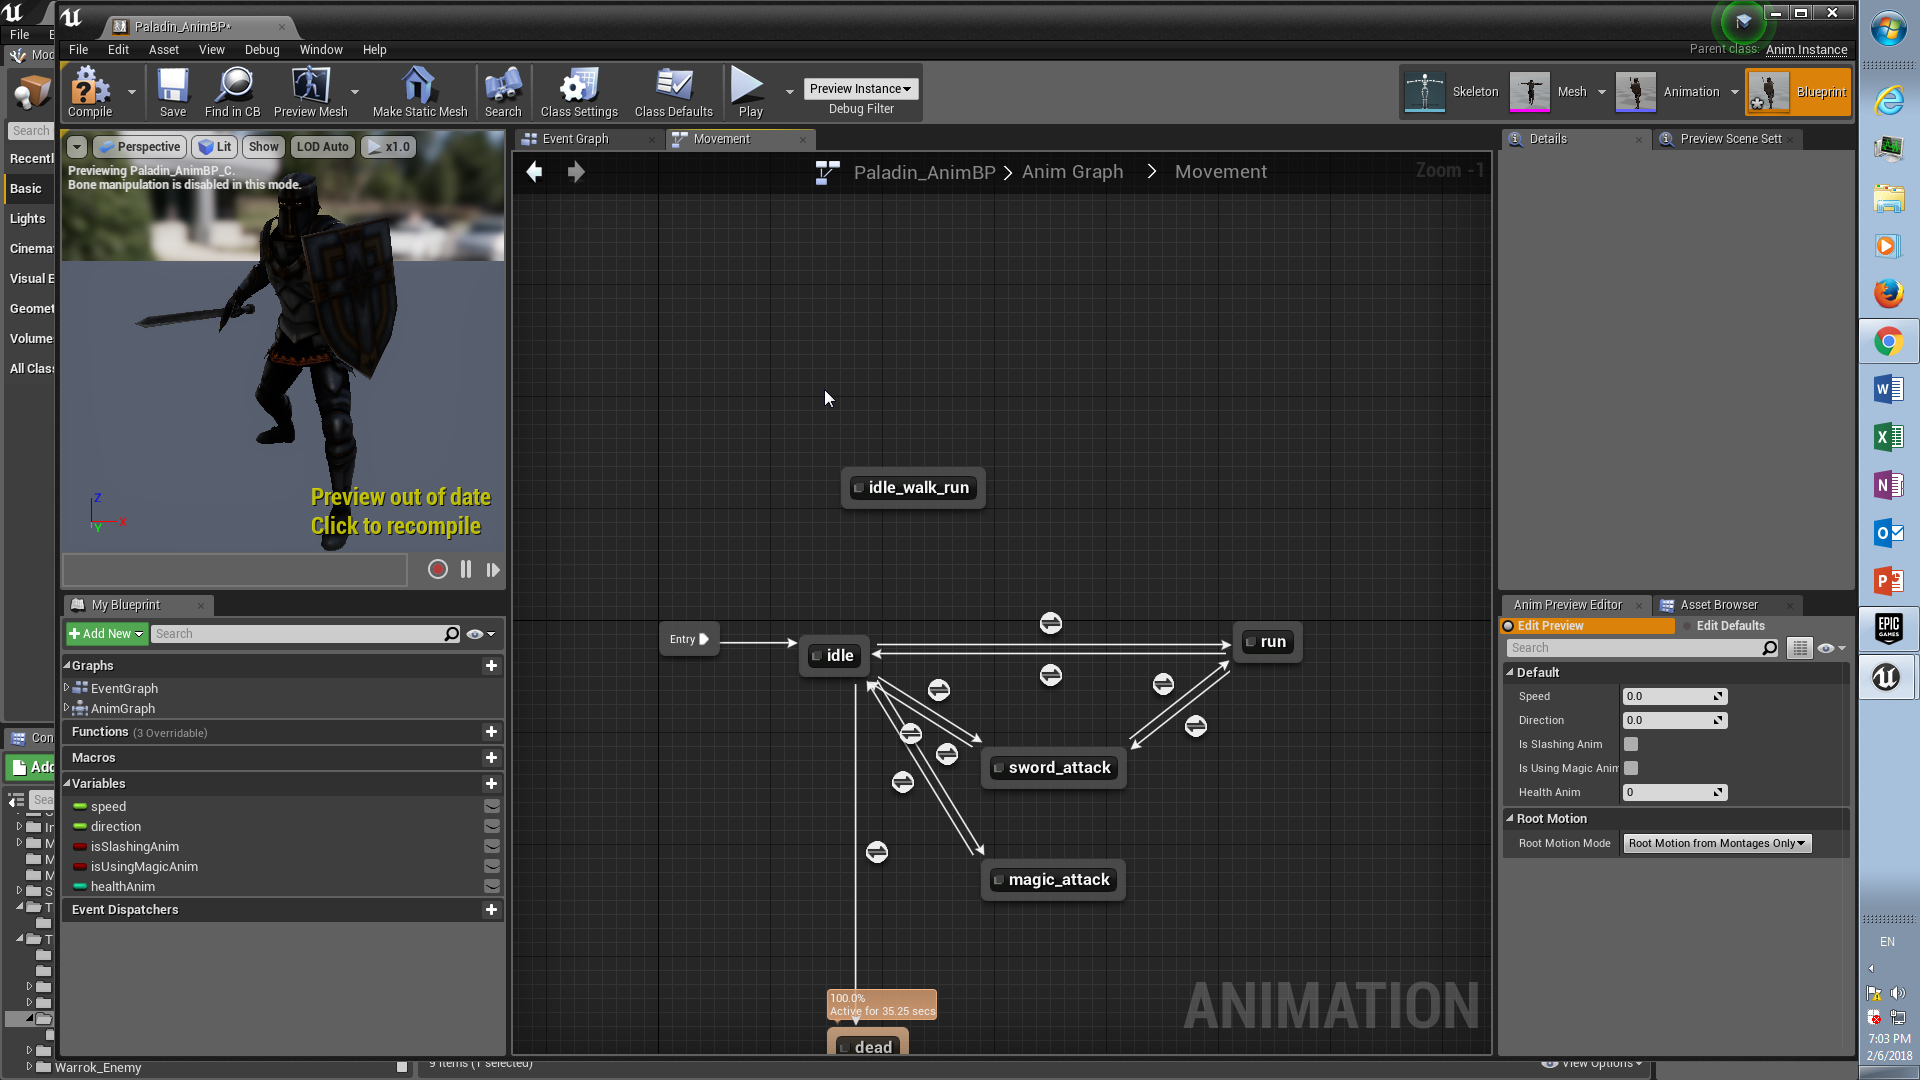 Paladin_AnimBP*
File
File Edit Asset View Debug Window Help
Parent class: Anim Instance
Compile
Save
Find in CB
Preview Mesh
Make Static Mesh
Search
Class Settings
Class Defaults
Play
Preview Instance
Debug Filter
Skeleton
Mesh
Animation
Blueprint
Search
Recentl
Basic
Lights
Cinema
Visual E
Geomet
Volume
All Clas
Perspective
Lit
Show
LOD Auto
x1.0
Previewing Paladin_AnimBP_C.
Bone manipulation is disabled in this mode.
Z
X
Y
Preview out of date
Click to recompile
Event Graph
Movement
Paladin_AnimBP > Anim Graph > Movement
Zoom -1
idle_walk_run
Entry
idle
run
sword_attack
magic_attack
100.0%
Active for 35.25 secs
dead
ANIMATION
My Blueprint
Add New
Search
Graphs
EventGraph
AnimGraph
Functions (3 Overridable)
Macros
Variables
speed
direction
isSlashingAnim
isUsingMagicAnim
healthAnim
Event Dispatchers
Con
Add
Sea
Warrok_Enemy
9 items (1 selected)
View Options
Details
Preview Scene Sett
Anim Preview Editor
Asset Browser
Edit Preview
Edit Defaults
Search
Default
Speed 0.0
Direction 0.0
Is Slashing Anim
Is Using Magic Anim
Health Anim 0
Root Motion
Root Motion Mode Root Motion from Montages Only
EPIC
GAMES
EN
7:03 PM
2/6/2018